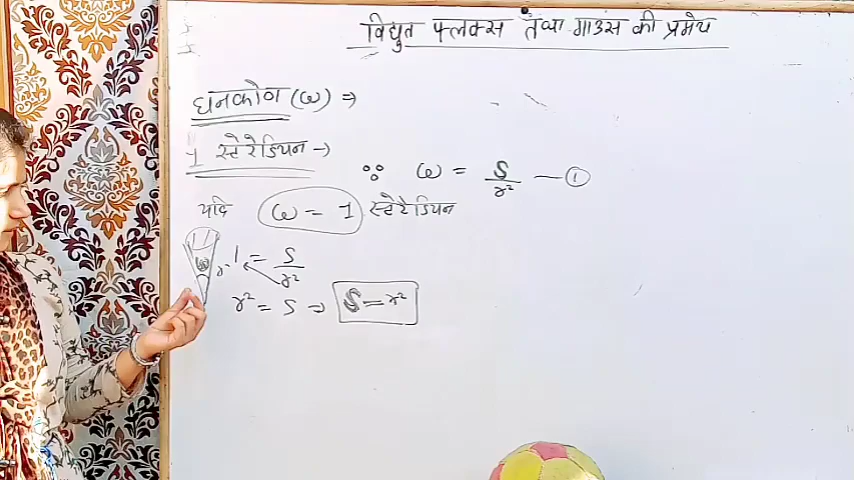 विद्युत फ्लक्स तथा गाउस की प्रमेय
घनकोण (ω) ⇒
1 स्टेरेडियन →
∵ ω = S/r² — ①
यदि ω = 1 स्टेरेडियन
1 = S/r²
r² = S ⇒ S = r²